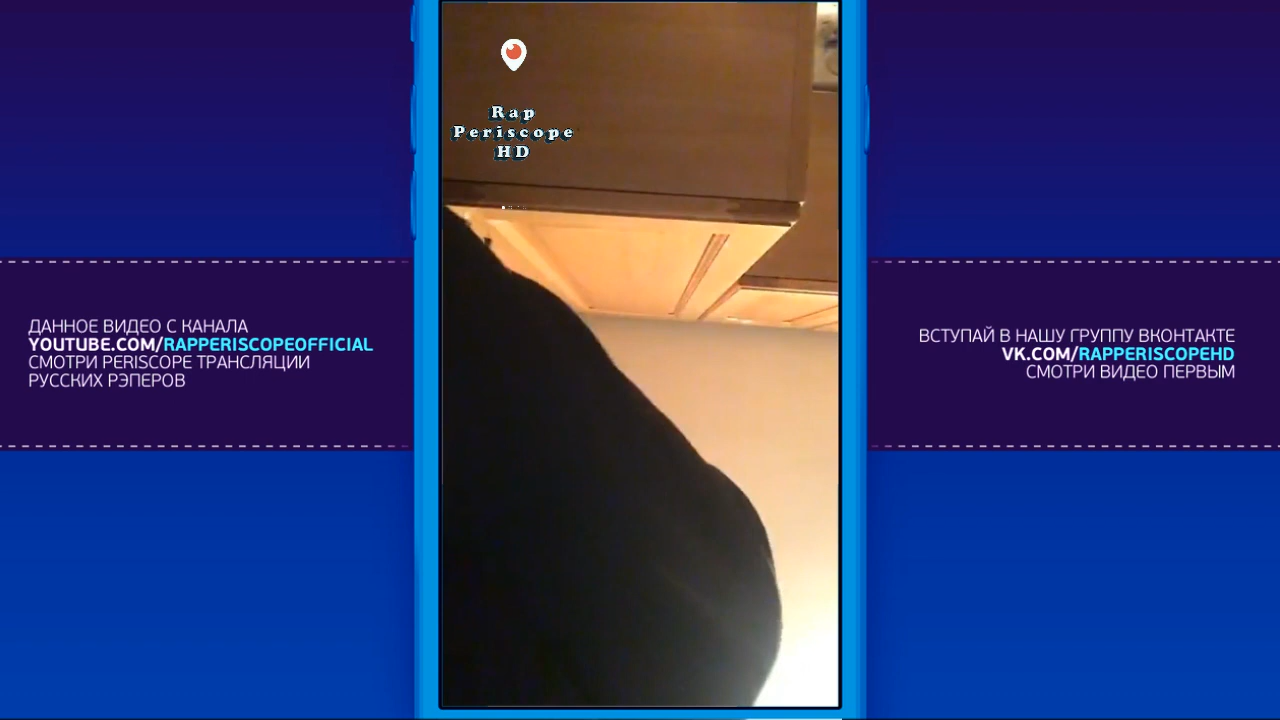 Rap
Periscope
HD
ДАННОЕ ВИДЕО С КАНАЛА
YOUTUBE.COM/RAPPERISCOPEOFFICIAL
СМОТРИ PERISCOPE ТРАНСЛЯЦИИ
РУССКИХ РЭПЕРОВ
ВСТУПАЙ В НАШУ ГРУППУ ВКОНТАКТЕ
VK.COM/RAPPERISCOPEHD
СМОТРИ ВИДЕО ПЕРВЫМ